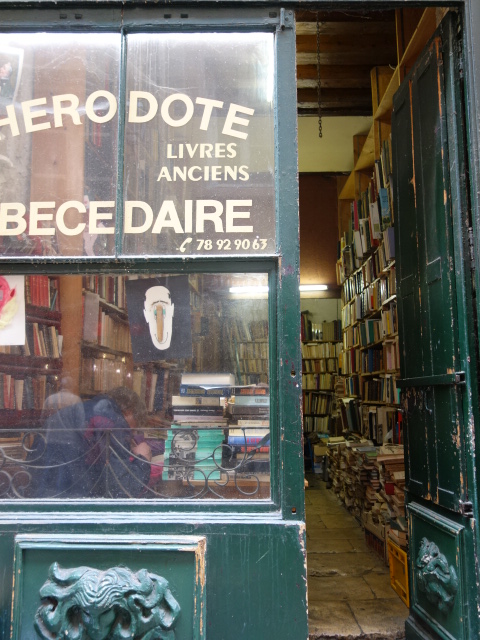 HERODOTE
LIVRES
ANCIENS
BECEDAIRE
78 92 90 63